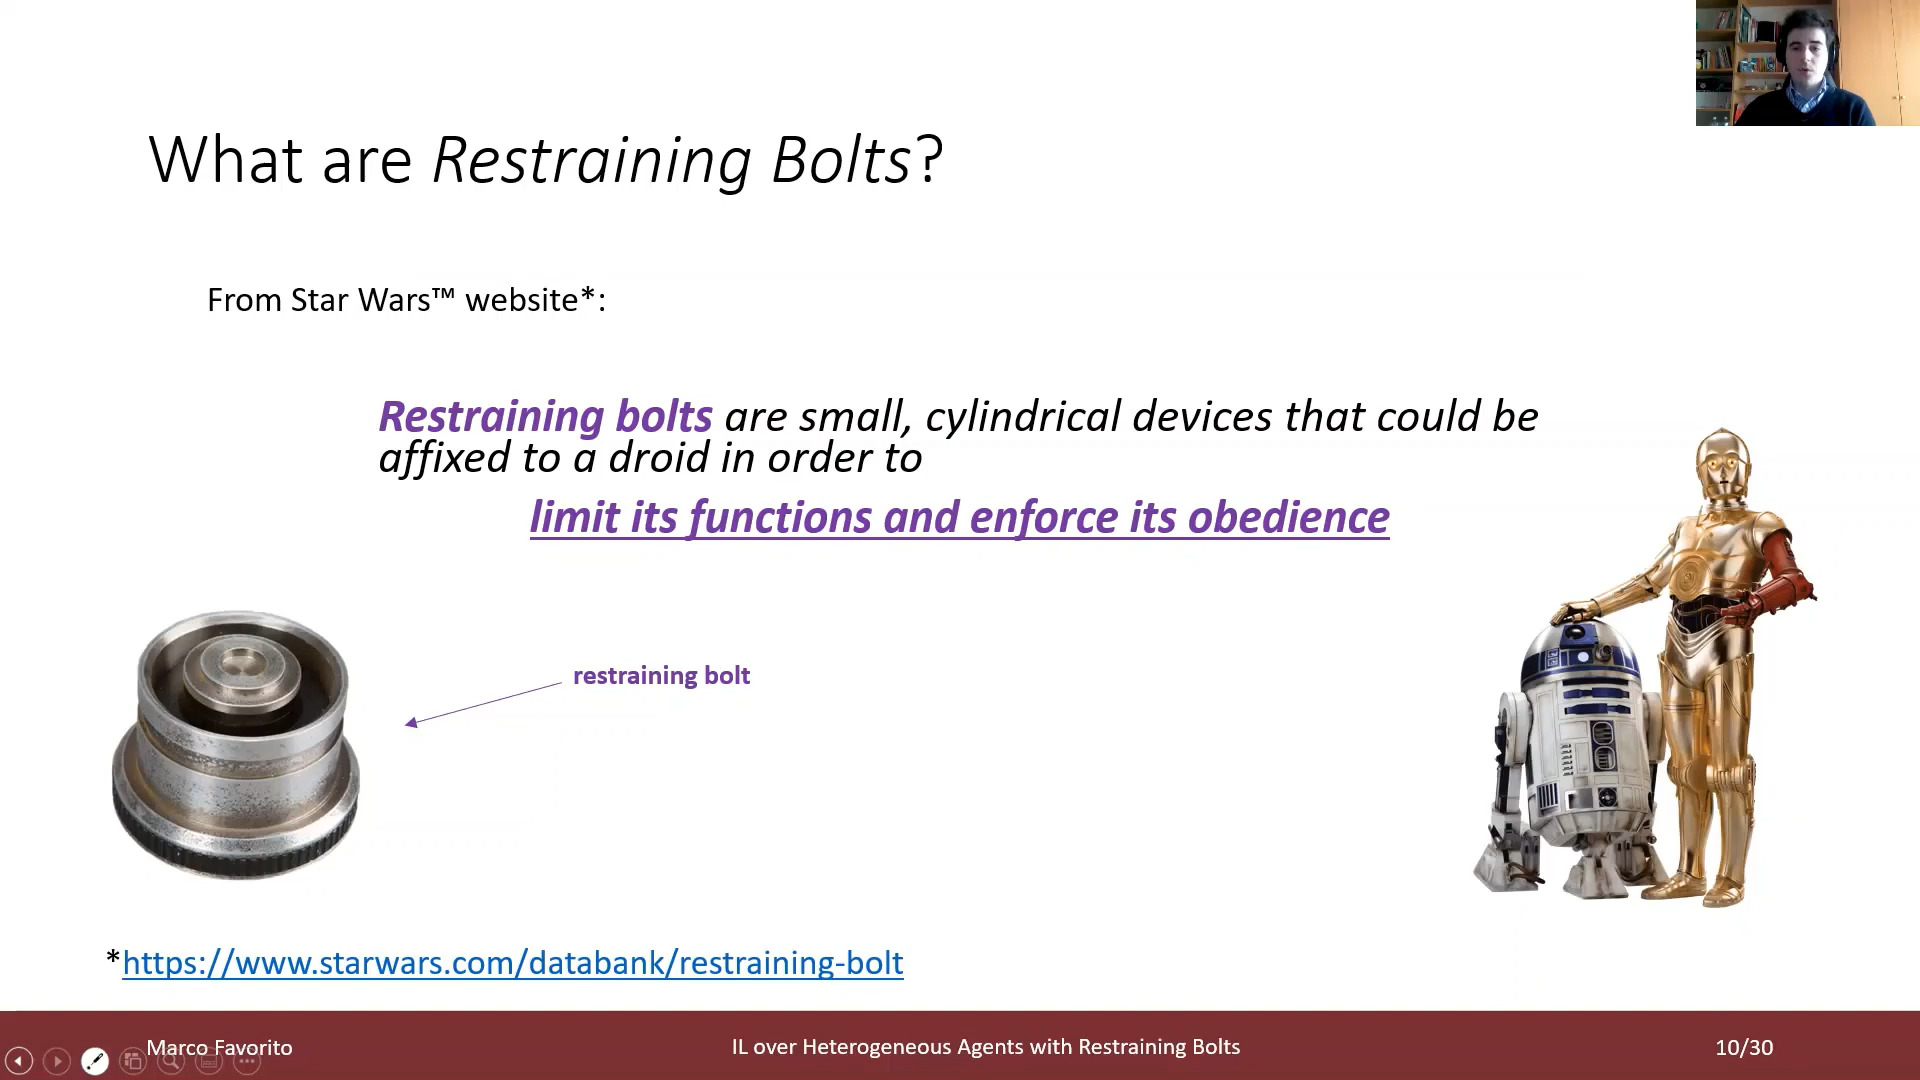 What are Restraining Bolts?
From Star Wars™ website*:
Restraining bolts are small, cylindrical devices that could be
affixed to a droid in order to
limit its functions and enforce its obedience
restraining bolt
*https://www.starwars.com/databank/restraining-bolt
Marco Favorito
IL over Heterogeneous Agents with Restraining Bolts
10/30